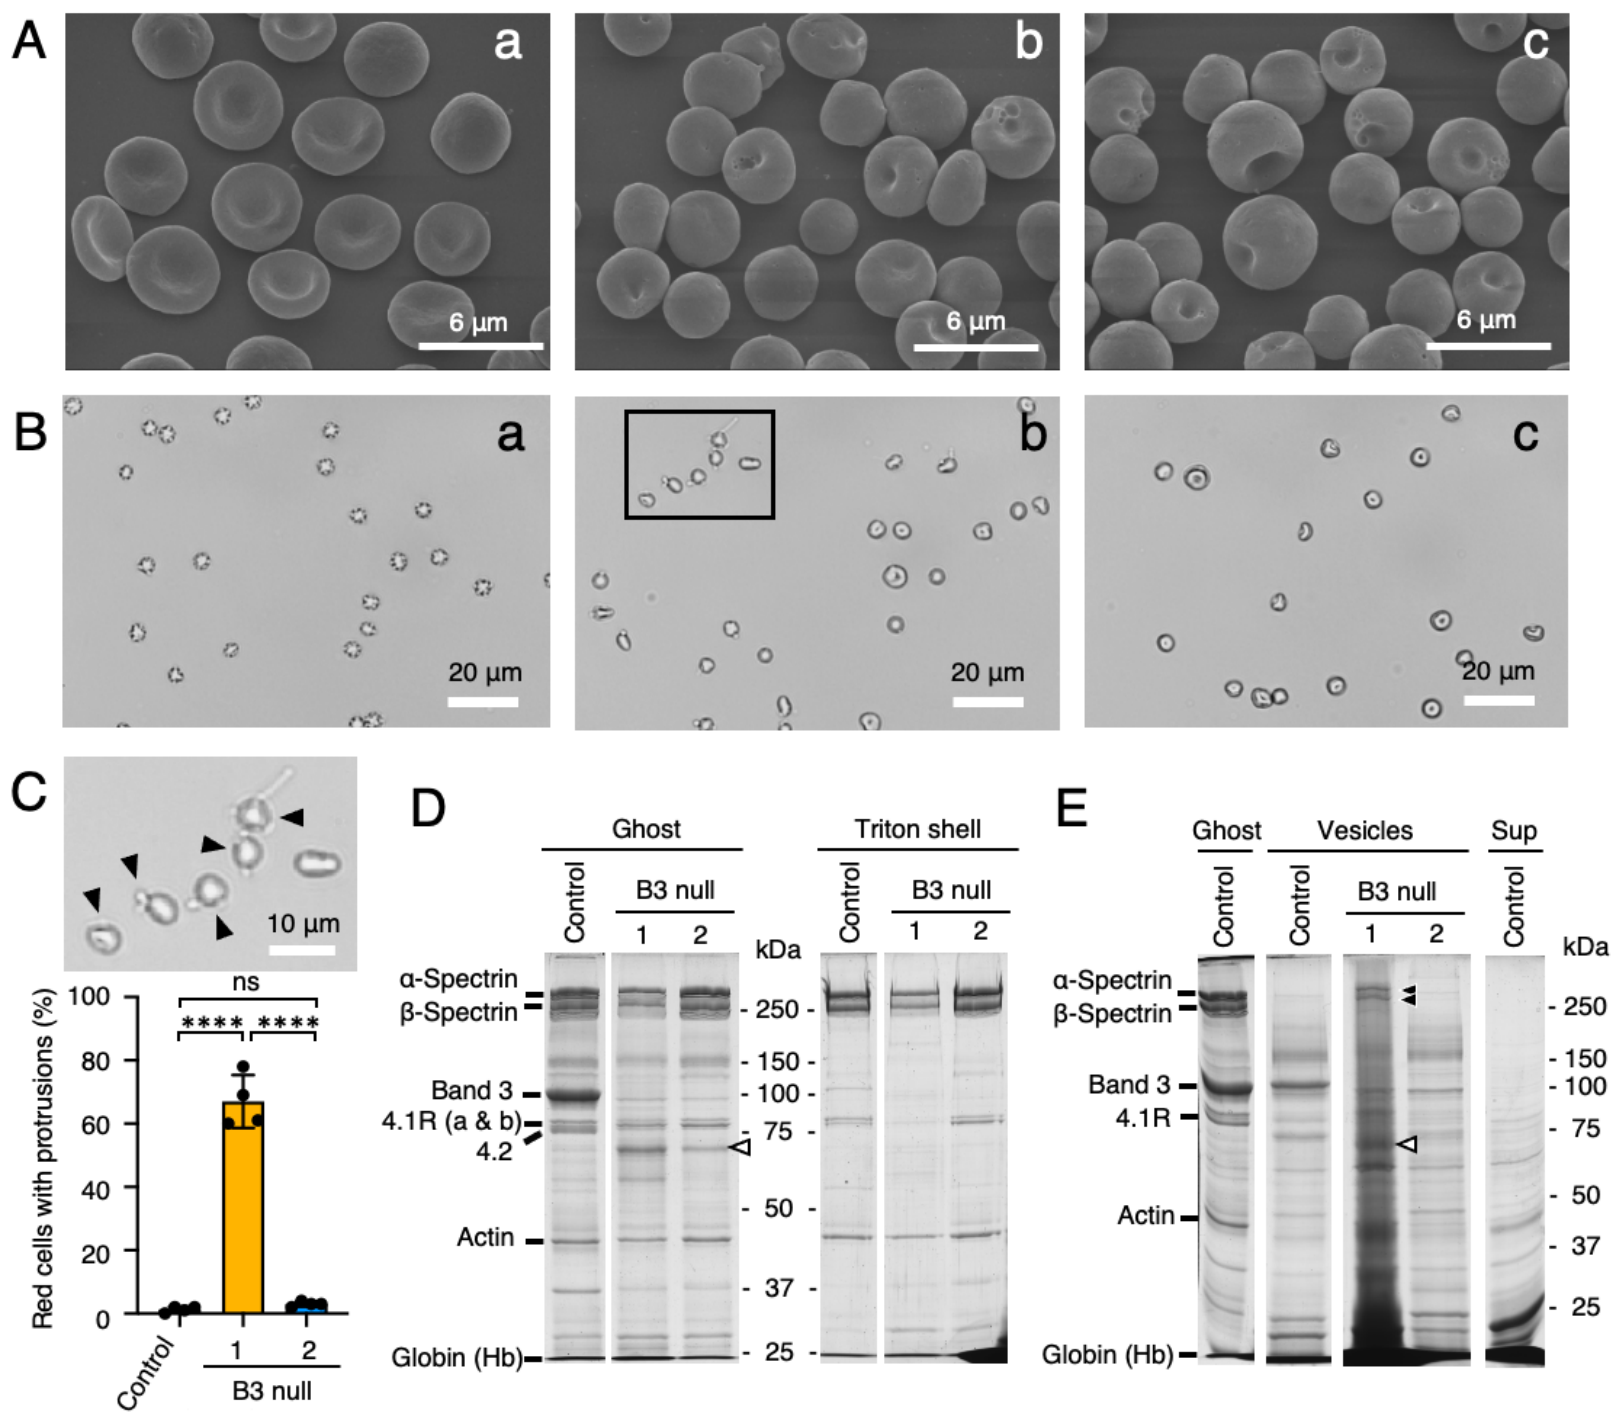 A
a
b
c
6 µm
6 µm
6 µm
B
a
b
c
20 µm
20 µm
20 µm
C
10 µm
ns
**** ****
Red cells with protrusions (%)
100
80
60
40
20
0
Control
1
2
B3 null
D
Ghost
Triton shell
Control
B3 null
1
2
kDa
Control
B3 null
1
2
α-Spectrin
β-Spectrin
Band 3
4.1R (a & b)
4.2
Actin
Globin (Hb)
- 250 -
- 150 -
- 100 -
- 75 -
- 50 -
- 37 -
- 25 -
E
Ghost
Vesicles
Sup
Control
Control
B3 null
1
2
Control
kDa
α-Spectrin
β-Spectrin
Band 3
4.1R
Actin
Globin (Hb)
- 250
- 150
- 100
- 75
- 50
- 37
- 25